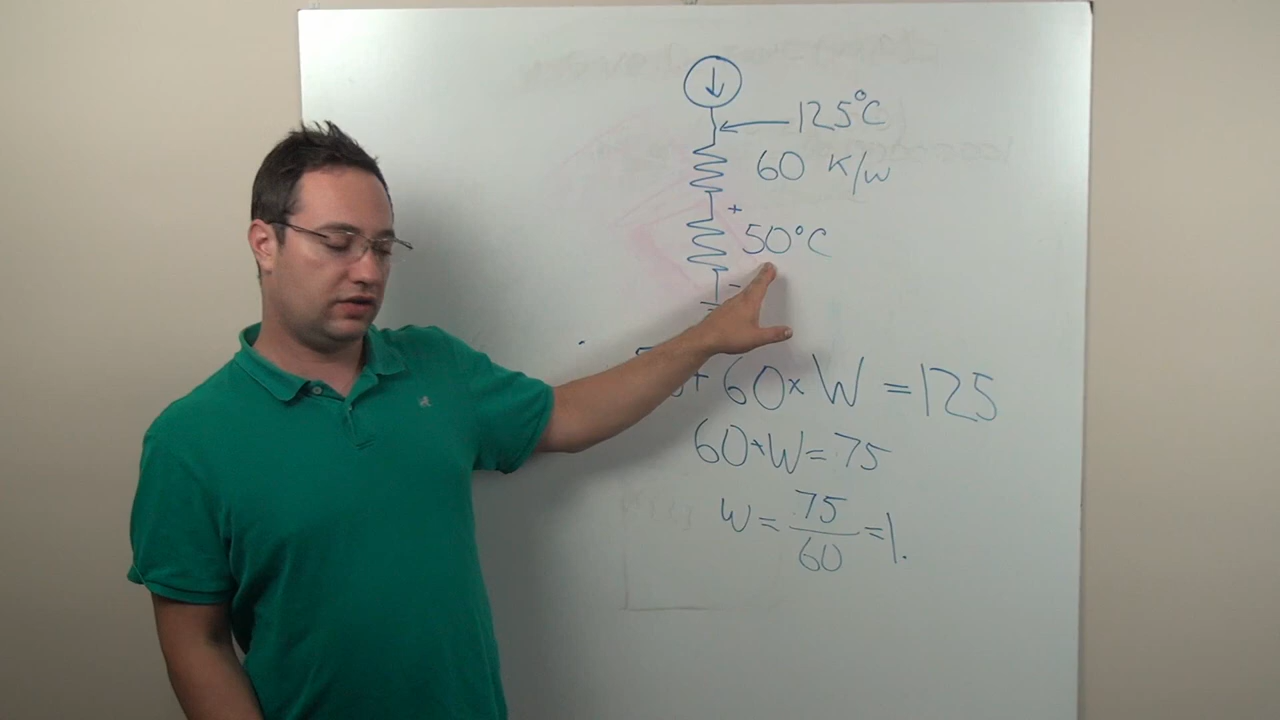 125°C
60 K/W
+
50°C
-
+ 60 × W = 125
60 × W = 75
W = 75/60 = 1.